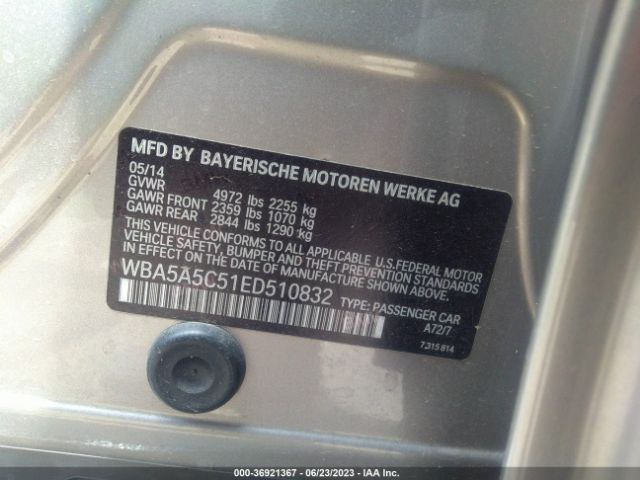 MFD BY BAYERISCHE MOTOREN WERKE AG
05/14
GVWR 4972 lbs 2255 kg
GAWR FRONT 2359 lbs 1070 kg
GAWR REAR 2844 lbs 1290 kg
THIS VEHICLE CONFORMS TO ALL APPLICABLE U.S.FEDERAL MOTOR
VEHICLE SAFETY, BUMPER AND THEFT PREVENTION STANDARDS
IN EFFECT ON THE DATE OF MANUFACTURE SHOWN ABOVE.
WBA5A5C51ED510832
TYPE: PASSENGER CAR
A72/7
7315814
000-36921367 - 06/23/2023 - IAA Inc.